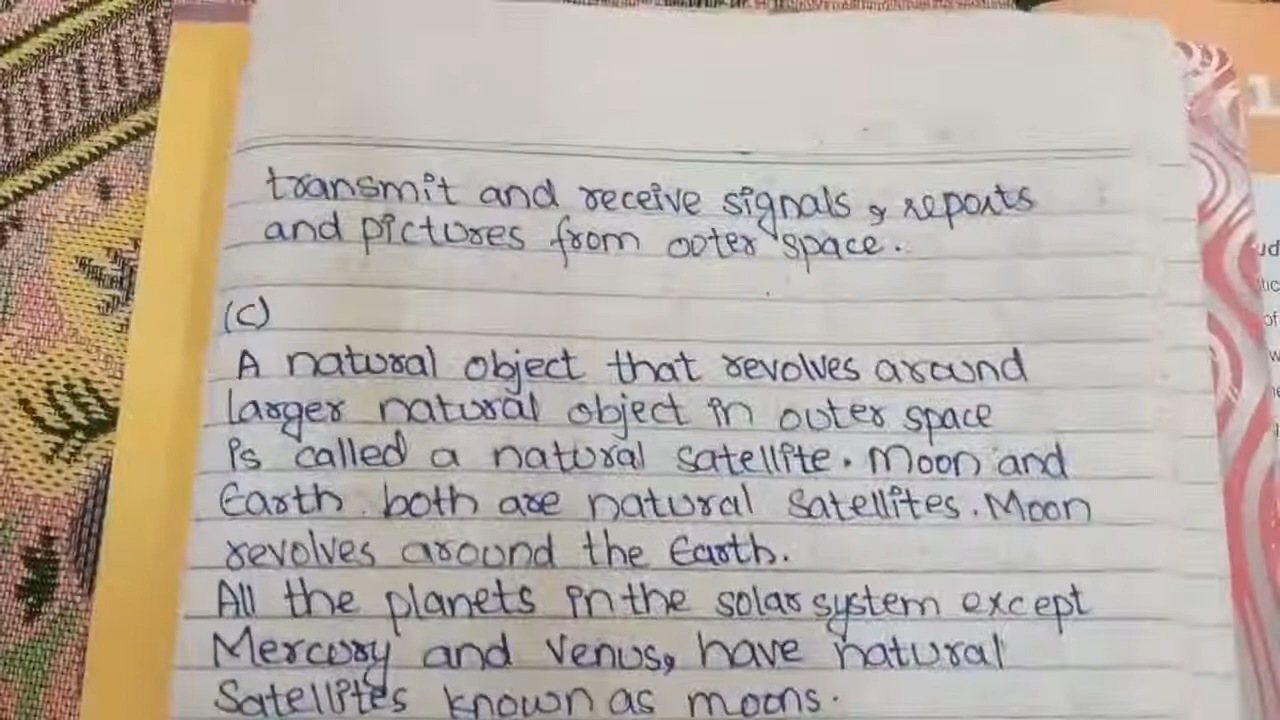 transmit and receive signals, reports
and pictures from outer space.
(c)
A natural object that revolves around
larger natural object in outer space
is called a natural satellite. Moon and
Earth both are natural satellites. Moon
revolves around the Earth.
All the planets in the solar system except
Mercury and Venus, have natural
Satellites known as moons.